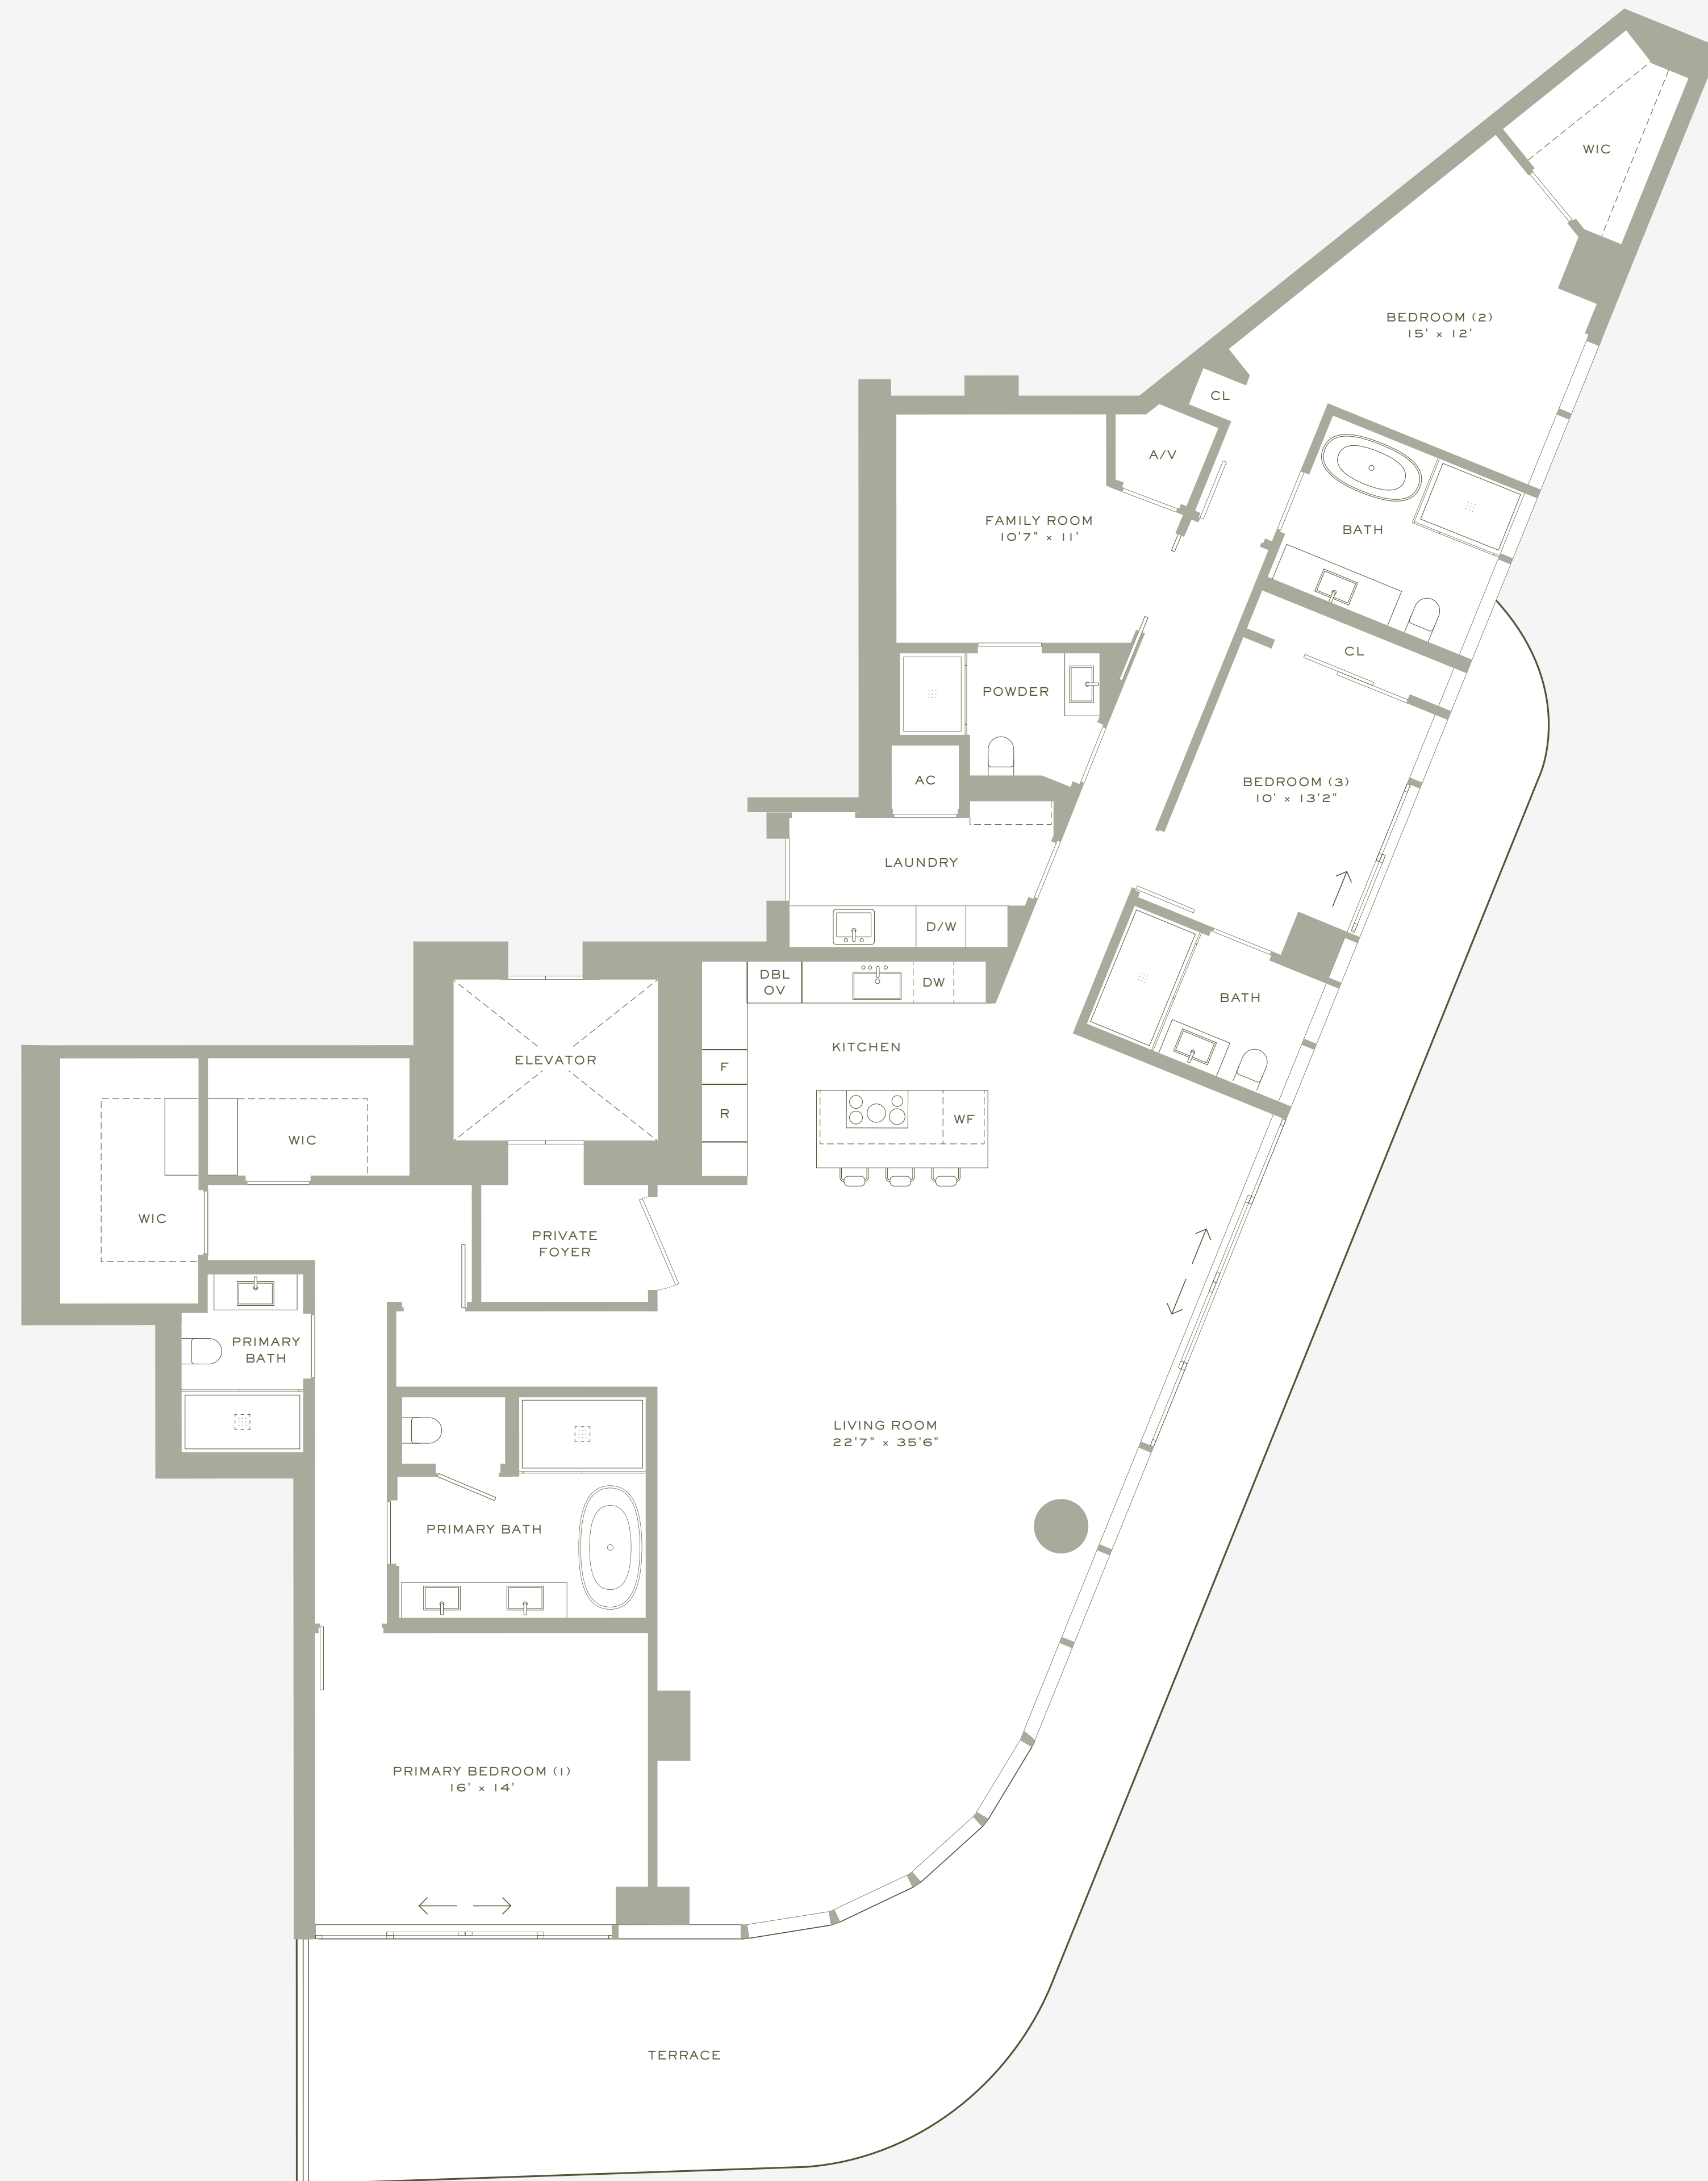 WIC
BEDROOM (2)
15' × 12'
CL
A/V
FAMILY ROOM
10'7" × 11'
BATH
CL
POWDER
AC
BEDROOM (3)
10' × 13'2"
LAUNDRY
D/W
DBL
OV
DW
BATH
KITCHEN
ELEVATOR
F
R
WF
WIC
WIC
PRIVATE
FOYER
PRIMARY
BATH
LIVING ROOM
22'7" × 35'6"
PRIMARY BATH
PRIMARY BEDROOM (1)
16' × 14'
TERRACE